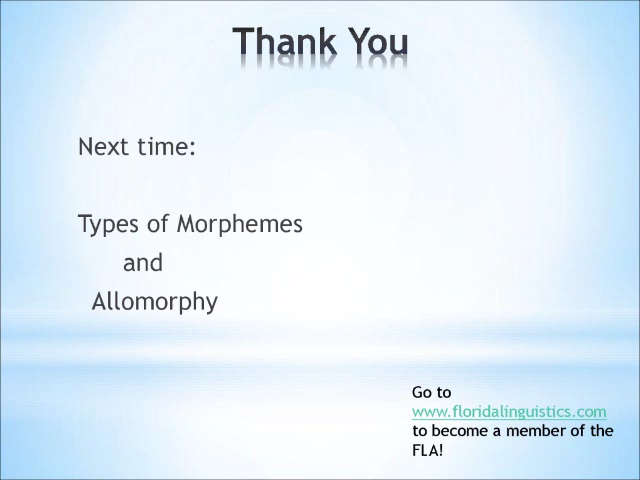 Thank You
Next time:
Types of Morphemes
and
Allomorphy
Go to
www.floridalinguistics.com
to become a member of the
FLA!